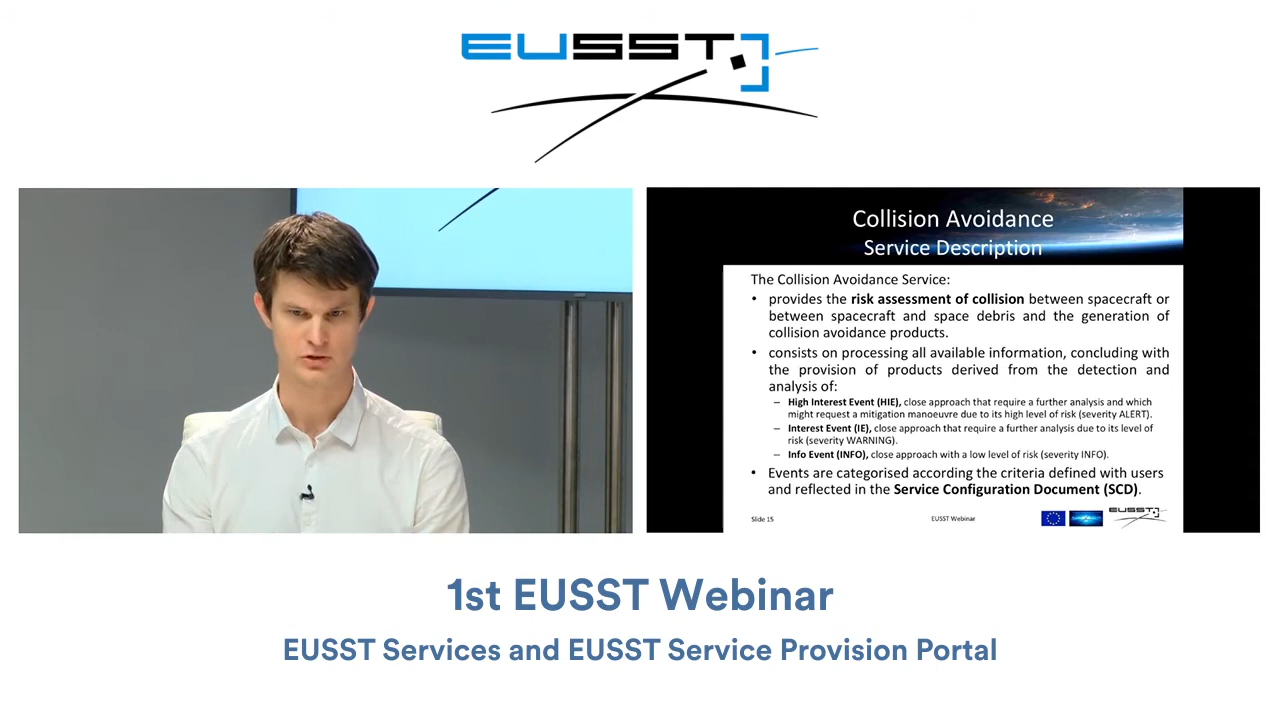 EUSST
Collision Avoidance
Service Description
The Collision Avoidance Service:
• provides the risk assessment of collision between spacecraft or
between spacecraft and space debris and the generation of
collision avoidance products.
• consists on processing all available information, concluding with
the provision of products derived from the detection and
analysis of:
– High Interest Event (HIE), close approach that require a further analysis and which
might request a mitigation manoeuvre due to its high level of risk (severity ALERT).
– Interest Event (IE), close approach that require a further analysis due to its level of
risk (severity WARNING).
– Info Event (INFO), close approach with a low level of risk (severity INFO).
• Events are categorised according the criteria defined with users
and reflected in the Service Configuration Document (SCD).
Slide 15
EUSST Webinar
EUSST
1st EUSST Webinar
EUSST Services and EUSST Service Provision Portal